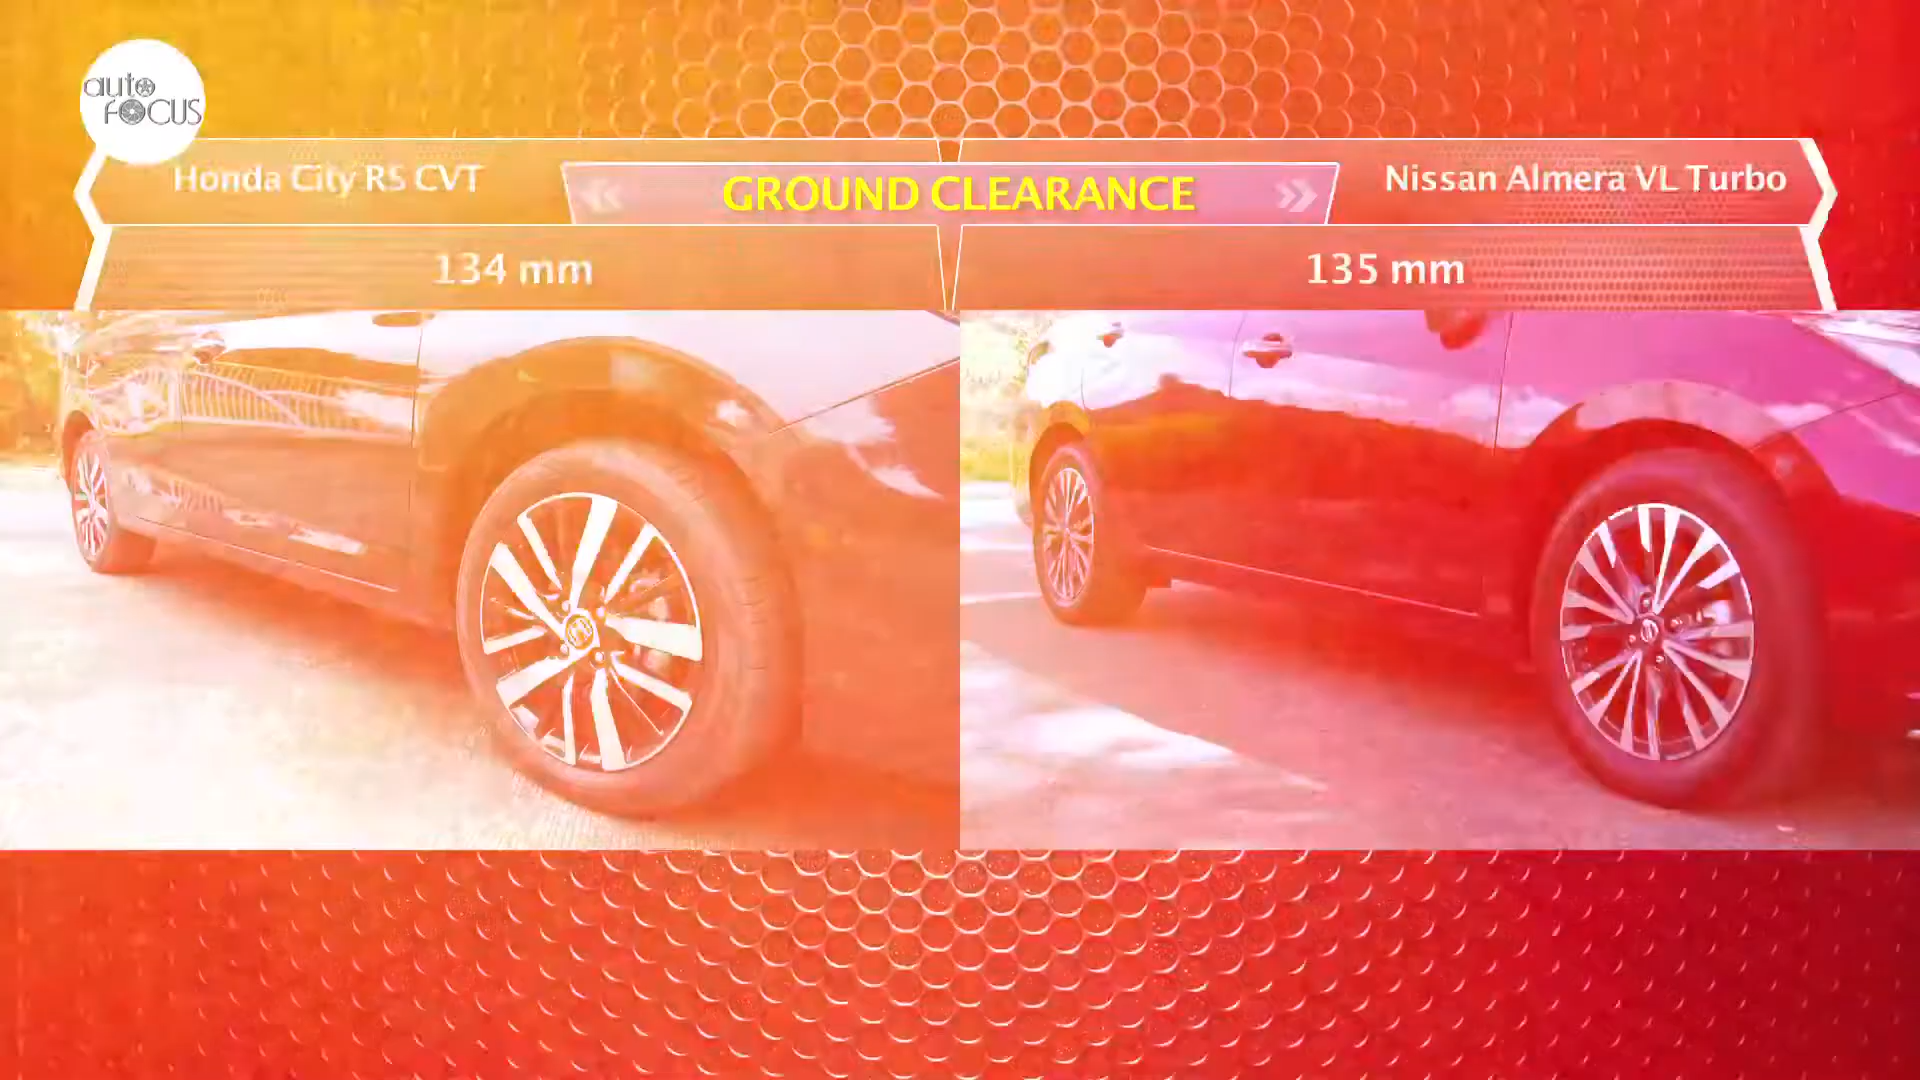 auto
FOCUS
Honda City RS CVT
GROUND CLEARANCE
Nissan Almera VL Turbo
134 mm
135 mm